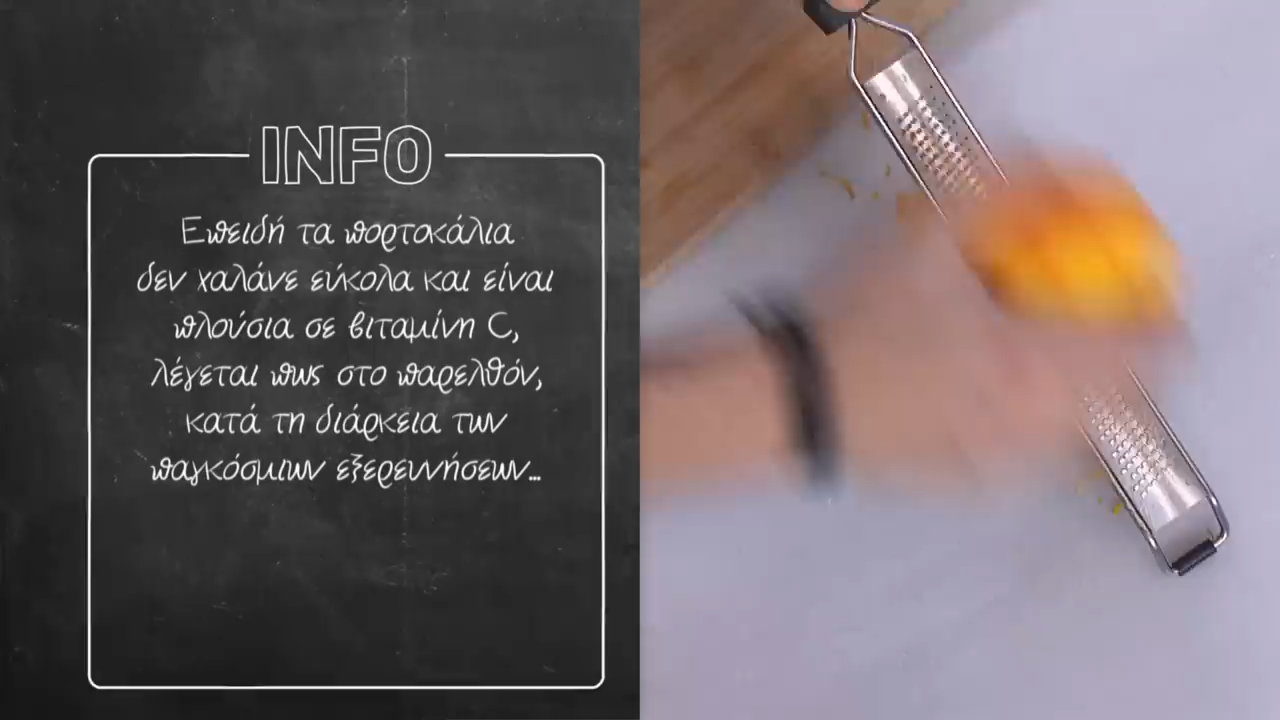 INFO
Επειδή τα πορτοκάλια
δεν χαλάνε εύκολα και είναι
πλούσια σε βιταμίνη C,
λέγεται πως στο παρελθόν,
κατά τη διάρκεια των
παγκόσμιων εξερευνήσεων...